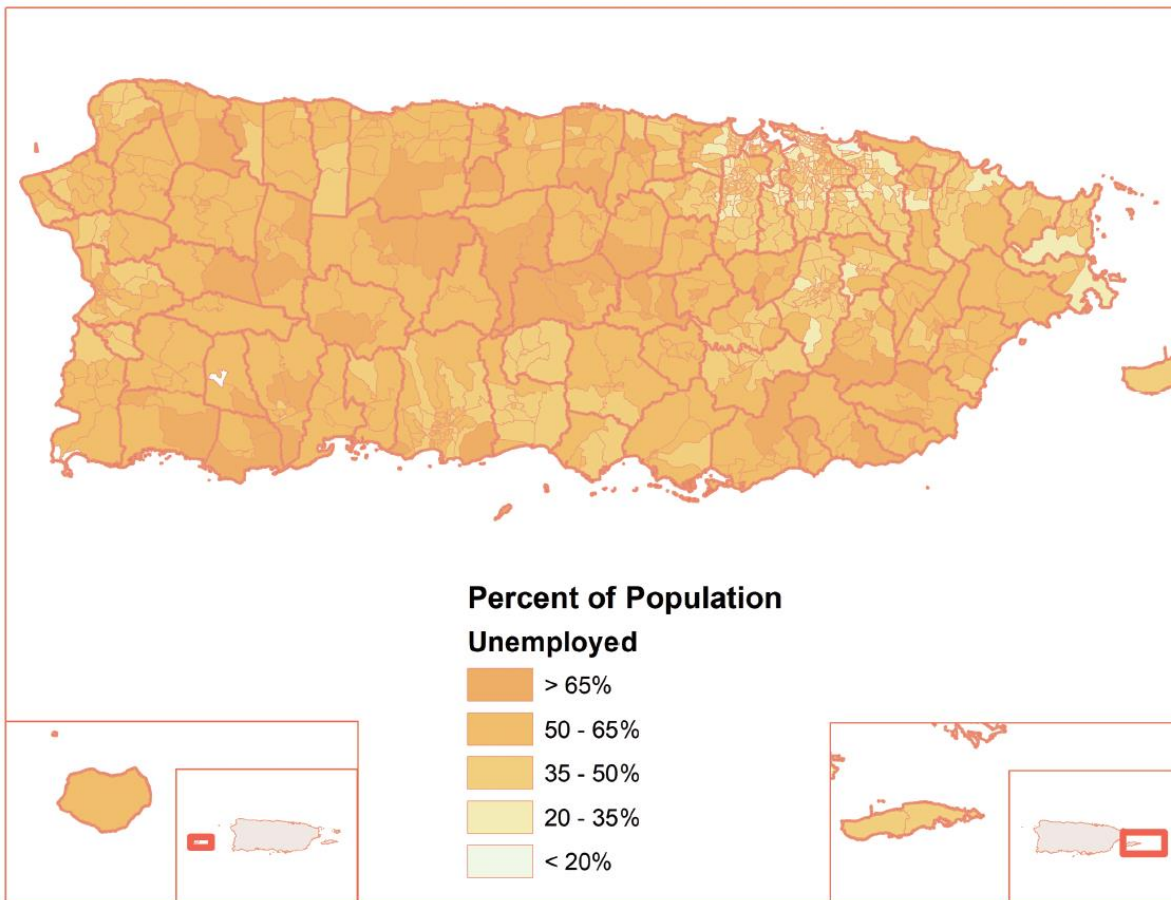 Percent of Population
Unemployed
> 65%
50 - 65%
35 - 50%
20 - 35%
< 20%